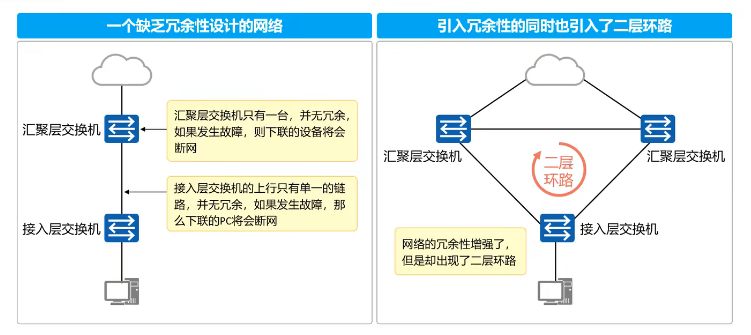 一个缺乏冗余性设计的网络
汇聚层交换机
汇聚层交换机只有一台，并无冗余，
如果发生故障，则下联的设备将会
断网
接入层交换机的上行只有单一的链
路，并无冗余，如果发生故障，那
么下联的PC将会断网
接入层交换机
引入冗余性的同时也引入了二层环路
汇聚层交换机
汇聚层交换机
二层
环路
接入层交换机
网络的冗余性增强了，
但是却出现了二层环路